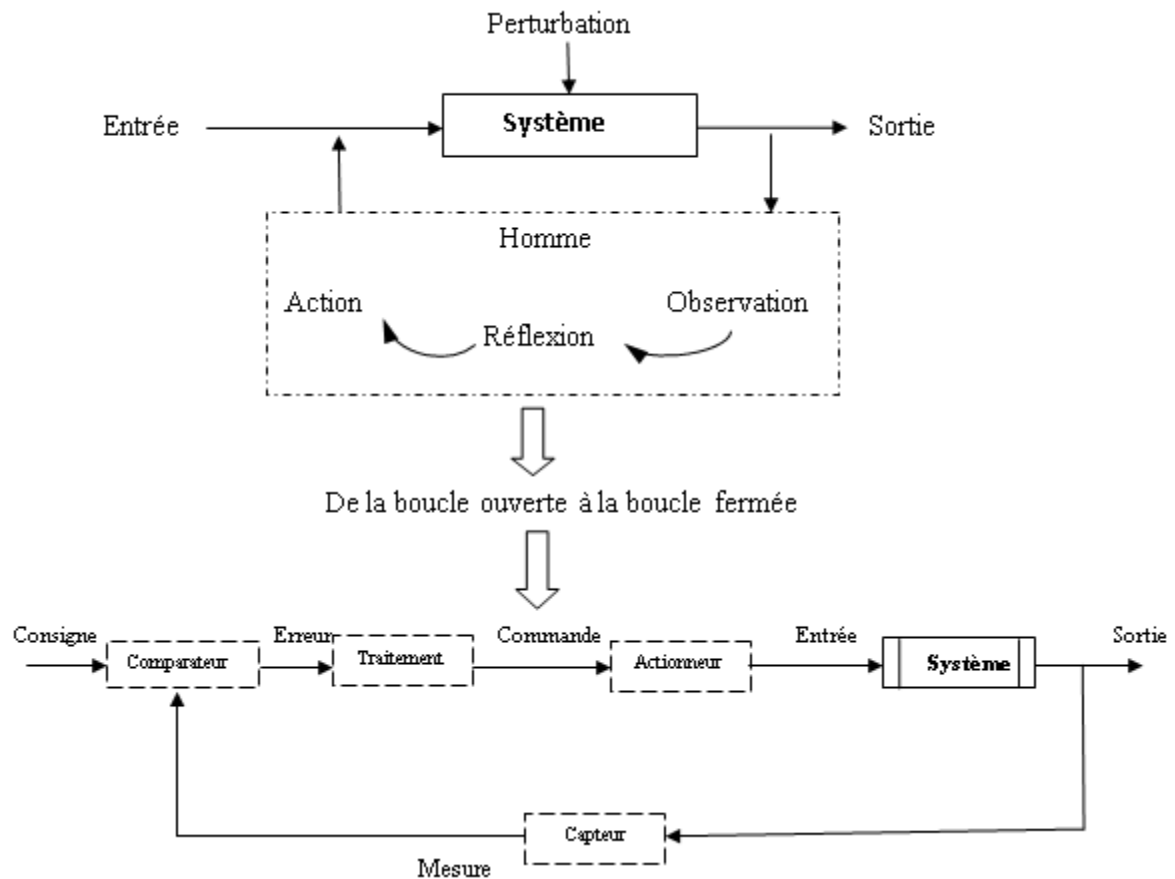 Perturbation
Entrée
Système
Sortie
Homme
Action
Observation
Réflexion
De la boucle ouverte à la boucle fermée
Consigne
Comparateur
Erreur
Traitement
Commande
Actionneur
Entrée
Système
Sortie
Capteur
Mesure